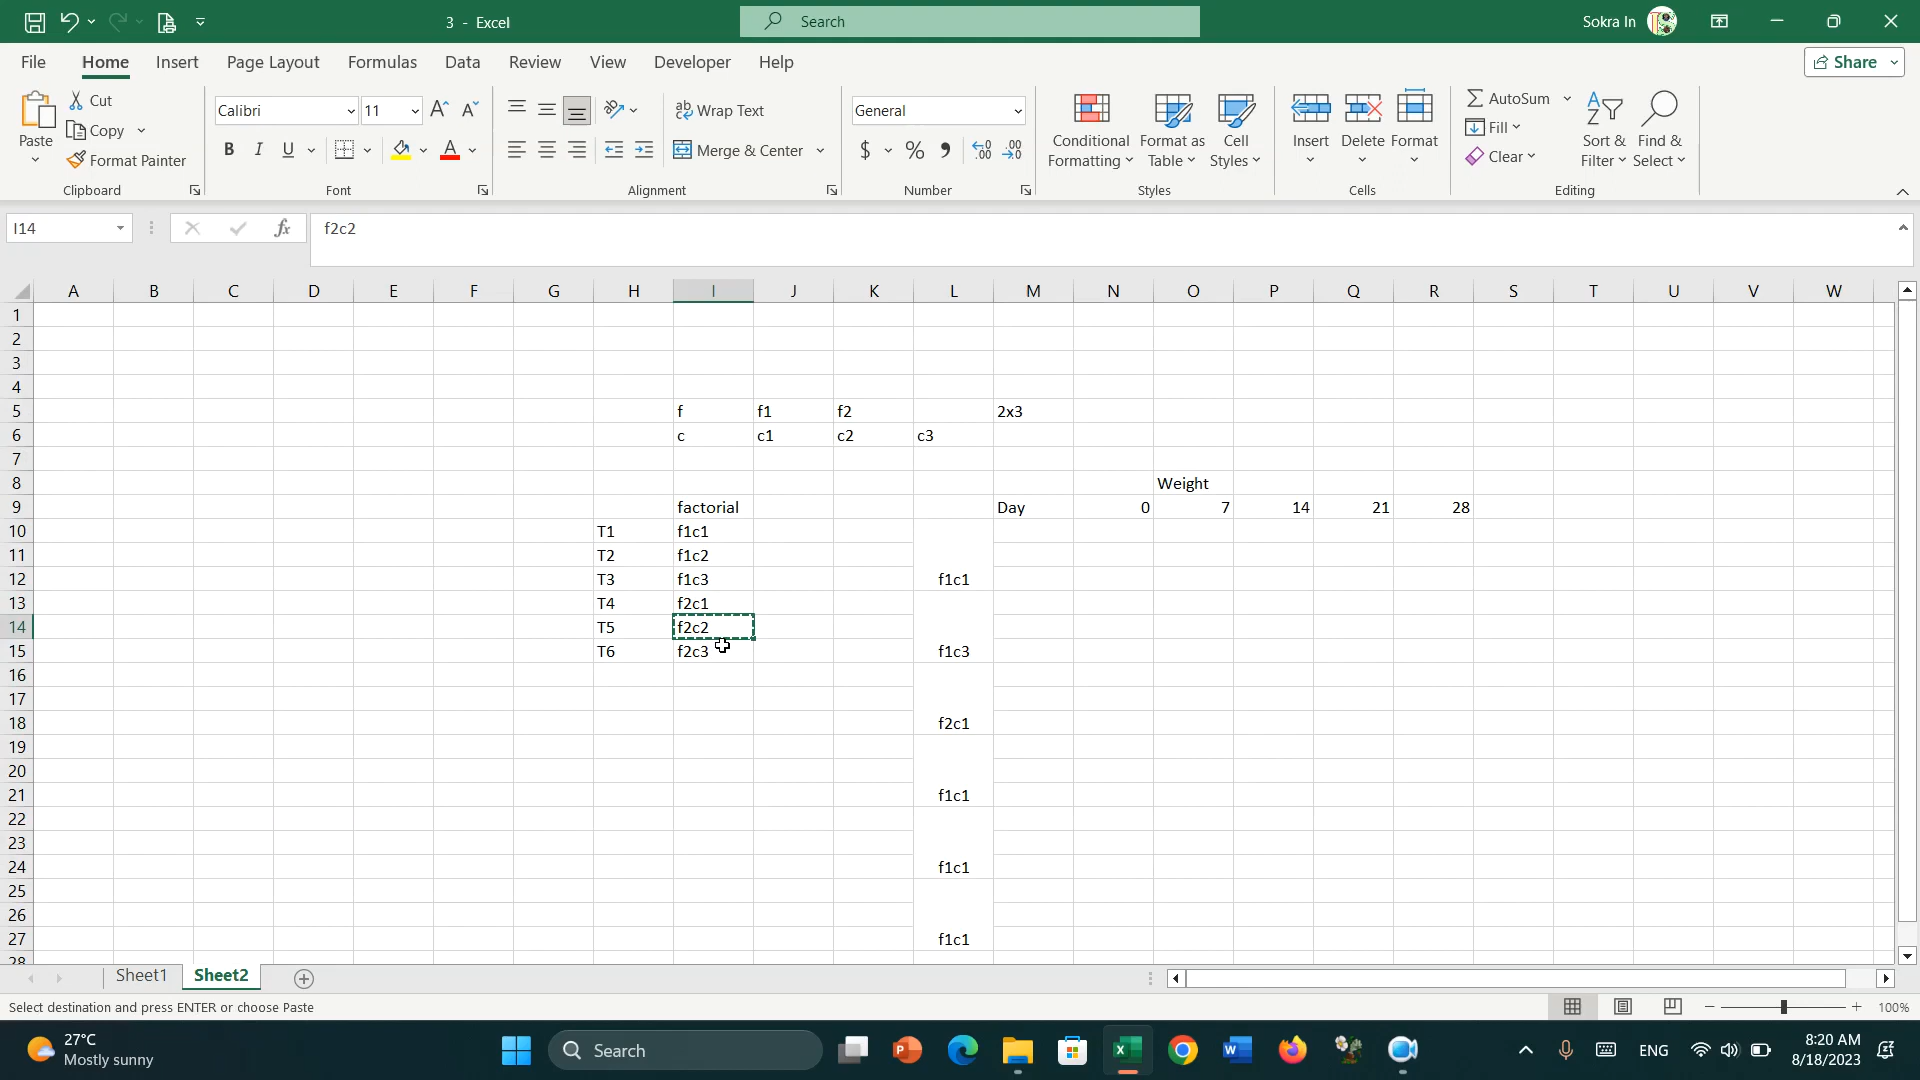 3 - Excel
Search
Sokra In
File Home Insert Page Layout Formulas Data Review View Developer Help
Share
Paste
Cut
Copy
Format Painter
Clipboard
Calibri 11
B I U
Font
Wrap Text
Merge & Center
Alignment
General
$ % ,
Number
Conditional Formatting
Format as Table
Cell Styles
Styles
Insert
Delete
Format
Cells
AutoSum
Fill
Clear
Sort & Filter
Find & Select
Editing
I14 fx f2c2
A B C D E F G H I J K L M N O P Q R S T U V W
1
2
3
4
5 f f1 f2 2x3
6 c c1 c2 c3
7
8 Weight
9 factorial Day 0 7 14 21 28
10 T1 f1c1
11 T2 f1c2
12 T3 f1c3 f1c1
13 T4 f2c1
14 T5 f2c2
15 T6 f2c3 f1c3
16
17
18 f2c1
19
20
21 f1c1
22
23
24 f1c1
25
26
27 f1c1
28
Sheet1 Sheet2
Select destination and press ENTER or choose Paste
100%
27°C
Mostly sunny
Search
ENG
8:20 AM
8/18/2023